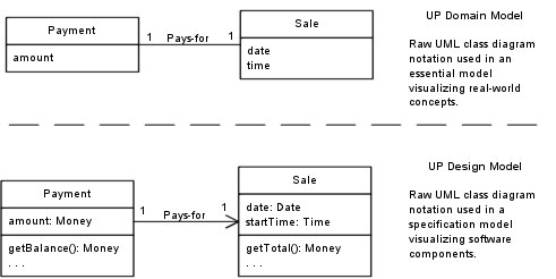 Payment
amount
1 Pays-for 1
Sale
date
time
UP Domain Model
Raw UML class diagram
notation used in an
essential model
visualizing real-world
concepts.
Payment
amount: Money
getBalance(): Money
. . .
1 Pays-for 1
Sale
date: Date
startTime: Time
getTotal(): Money
. . .
UP Design Model
Raw UML class diagram
notation used in a
specification model
visualizing software
components.